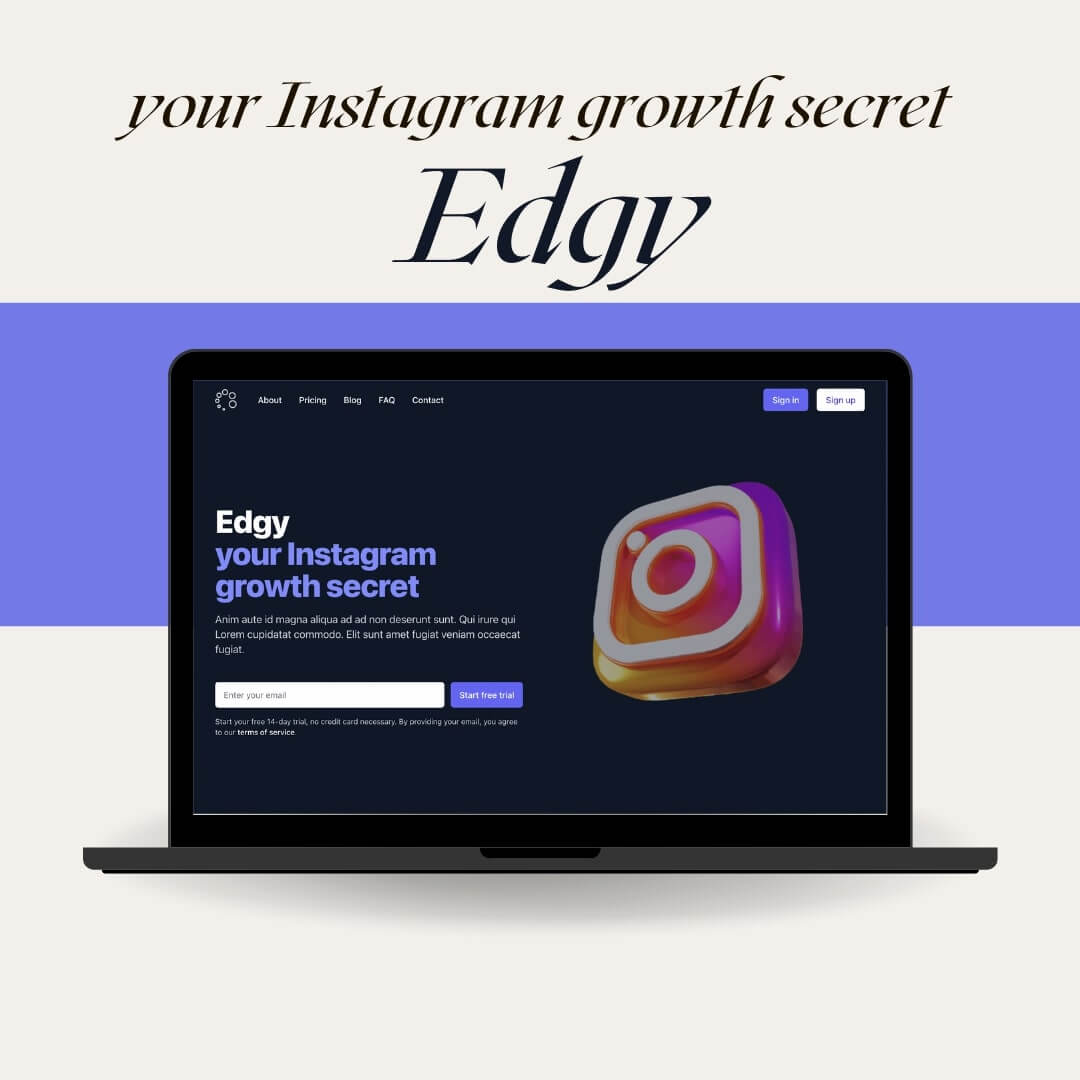 your Instagram growth secret
Edgy
About Pricing Blog FAQ Contact Sign in Sign up
Edgy
your Instagram
growth secret
Anim aute id magna aliqua ad ad non deserunt sunt. Qui irure qui
Lorem cupidatat commodo. Elit sunt amet fugiat veniam occaecat
fugiat.
Enter your email Start free trial
Start your free 14-day trial, no credit card necessary. By providing your email, you agree
to our terms of service.